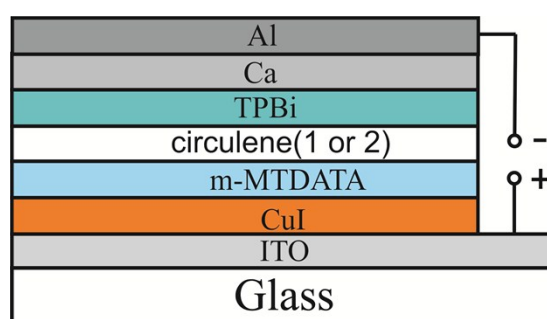 Al
Ca
TPBi
circulene(1 or 2)
m-MTDATA
CuI
ITO
Glass
-
+